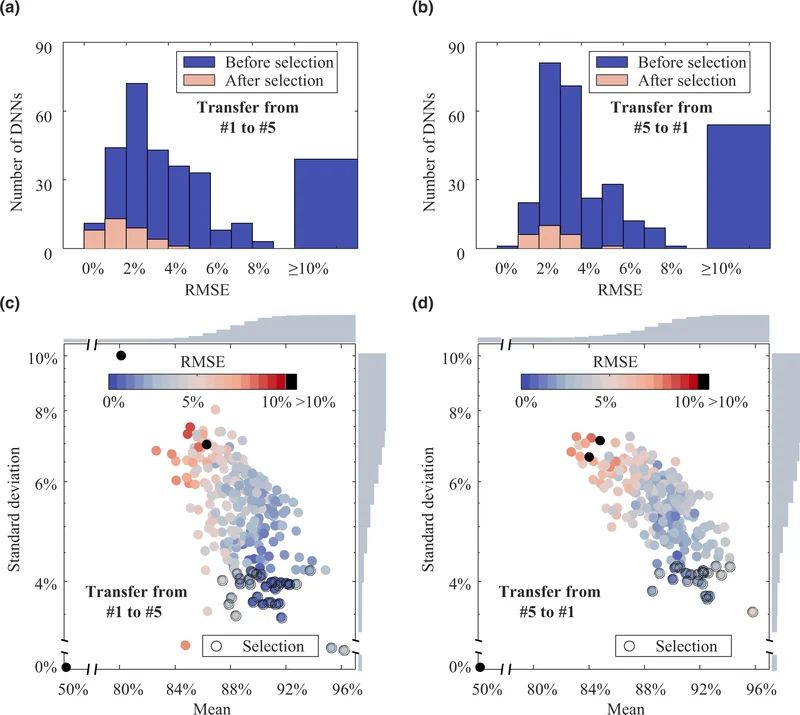 (a)
90
60
30
0
Number of DNNs
Before selection
After selection
Transfer from
#1 to #5
0% 2% 4% 6% 8% ≥10%
RMSE
(b)
90
60
30
0
Number of DNNs
Before selection
After selection
Transfer from
#5 to #1
0% 2% 4% 6% 8% ≥10%
RMSE
(c)
10%
8%
6%
4%
0%
Standard deviation
RMSE
0% 5% 10% >10%
Transfer from
#1 to #5
Selection
50% 80% 84% 88% 92% 96%
Mean
(d)
10%
8%
6%
4%
0%
Standard deviation
RMSE
0% 5% 10% >10%
Transfer from
#5 to #1
Selection
50% 80% 84% 88% 92% 96%
Mean